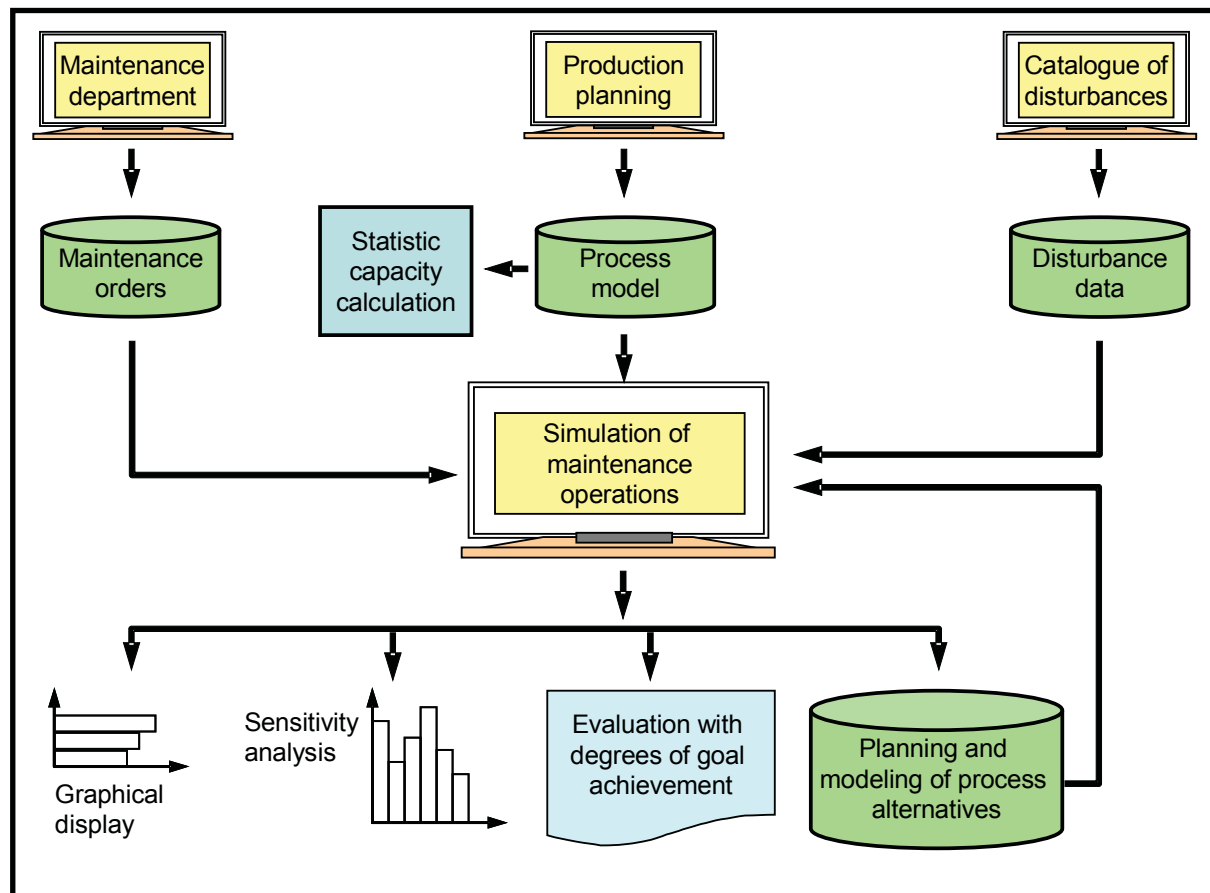 Maintenance
department
Production
planning
Catalogue of
disturbances
Maintenance
orders
Statistic
capacity
calculation
Process
model
Disturbance
data
Simulation of
maintenance
operations
Graphical
display
Sensitivity
analysis
Evaluation with
degrees of goal
achievement
Planning and
modeling of process
alternatives